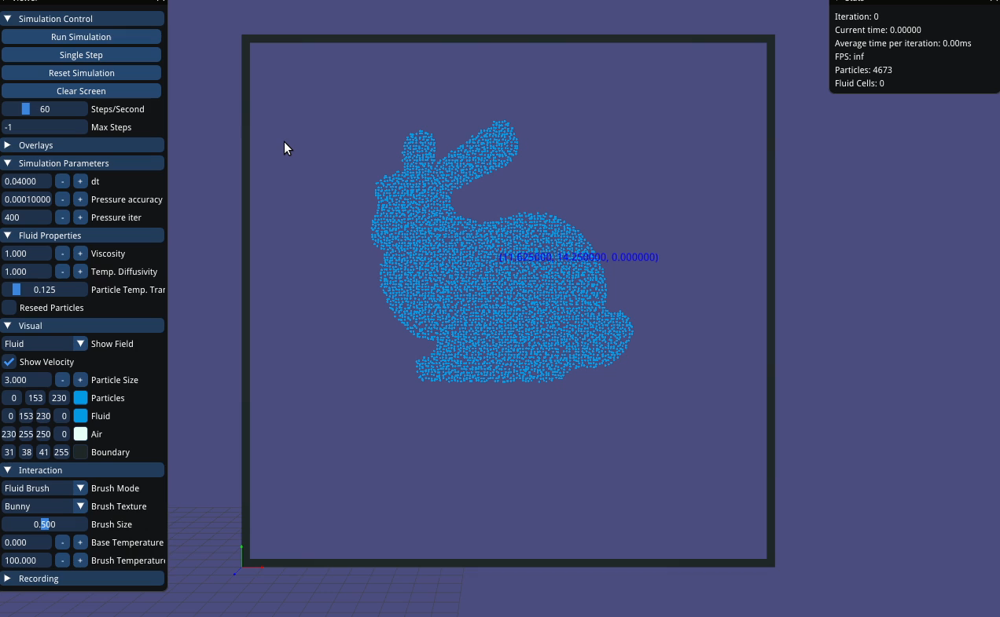 Viewer
Simulation Control
Run Simulation
Single Step
Reset Simulation
Clear Screen
60 Steps/Second
-1 Max Steps
Overlays
Simulation Parameters
0.04000 - + dt
0.00010000 - + Pressure accuracy
400 - + Pressure iter
Fluid Properties
1.000 - + Viscosity
1.000 - + Temp. Diffusivity
0.125 Particle Temp. Tran
Reseed Particles
Visual
Fluid Show Field
Show Velocity
3.000 - + Particle Size
0 153 230 Particles
0 153 230 0 Fluid
230 255 250 0 Air
31 38 41 255 Boundary
Interaction
Fluid Brush Brush Mode
Bunny Brush Texture
0.500 Brush Size
0.000 - + Base Temperature
100.000 - + Brush Temperature
Recording
(11.625000, 14.250000, 0.000000)
Stats
Iteration: 0
Current time: 0.00000
Average time per iteration: 0.00ms
FPS: inf
Particles: 4673
Fluid Cells: 0